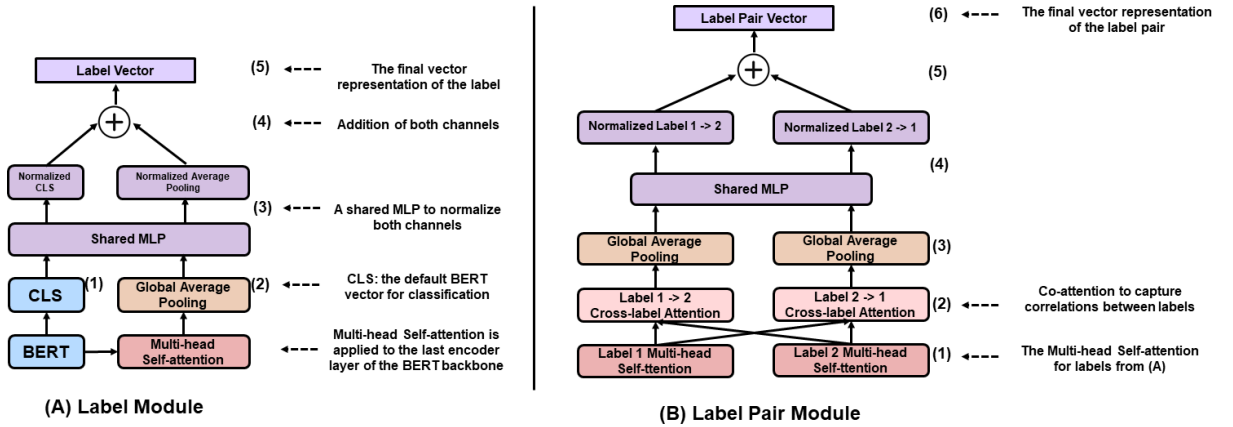 Label Vector
(5)
The final vector
representation of the label
(4)
Addition of both channels
Normalized
CLS
Normalized Average
Pooling
(3)
A shared MLP to normalize
both channels
Shared MLP
(1)
CLS
Global Average
Pooling
(2)
CLS: the default BERT
vector for classification
BERT
Multi-head
Self-attention
Multi-head Self-attention is
applied to the last encoder
layer of the BERT backbone
(A) Label Module
Label Pair Vector
(6)
The final vector representation
of the label pair
(5)
Normalized Label 1 -> 2
Normalized Label 2 -> 1
(4)
Shared MLP
Global Average
Pooling
Global Average
Pooling
(3)
Label 1 -> 2
Cross-label Attention
Label 2 -> 1
Cross-label Attention
(2)
Co-attention to capture
correlations between labels
Label 1 Multi-head
Self-ttention
Label 2 Multi-head
Self-ttention
(1)
The Multi-head Self-attention
for labels from (A)
(B) Label Pair Module